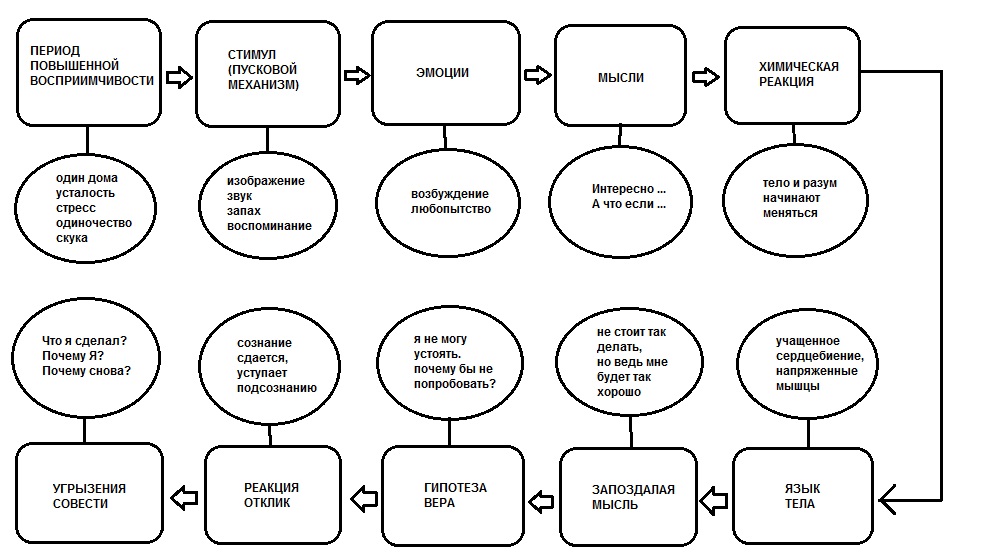 ПЕРИОД
ПОВЫШЕННОЙ
ВОСПРИИМЧИВОСТИ
СТИМУЛ
(ПУСКОВОЙ
МЕХАНИЗМ)
ЭМОЦИИ
МЫСЛИ
ХИМИЧЕСКАЯ
РЕАКЦИЯ
один дома
усталость
стресс
одиночество
скука
изображение
звук
запах
воспоминание
возбуждение
любопытство
Интересно ...
А что если ...
тело и разум
начинают
меняться
Что я сделал?
Почему Я?
Почему снова?
сознание
сдается,
уступает
подсознанию
я не могу
устоять.
почему бы не
попробовать?
не стоит так
делать,
но ведь мне
будет так
хорошо
учащенное
сердцебиение,
напряженные
мышцы
УГРЫЗЕНИЯ
СОВЕСТИ
РЕАКЦИЯ
ОТКЛИК
ГИПОТЕЗА
ВЕРА
ЗАПОЗДАЛАЯ
МЫСЛЬ
ЯЗЫК
ТЕЛА